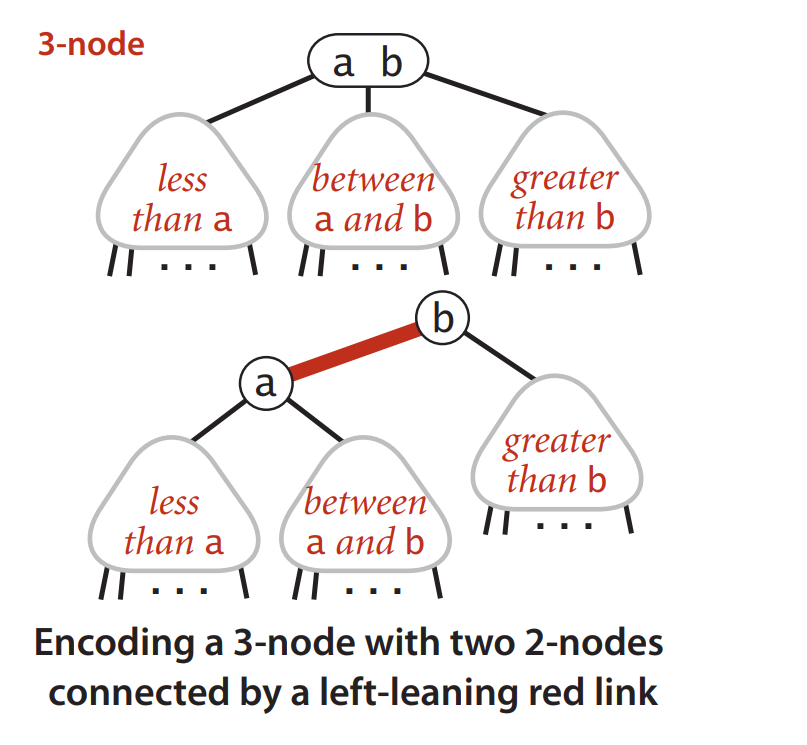 3-node
a b
less
than a
between
a and b
greater
than b
. . .
. . .
. . .
b
a
greater
than b
less
than a
between
a and b
. . .
. . .
. . .
Encoding a 3-node with two 2-nodes
connected by a left-leaning red link